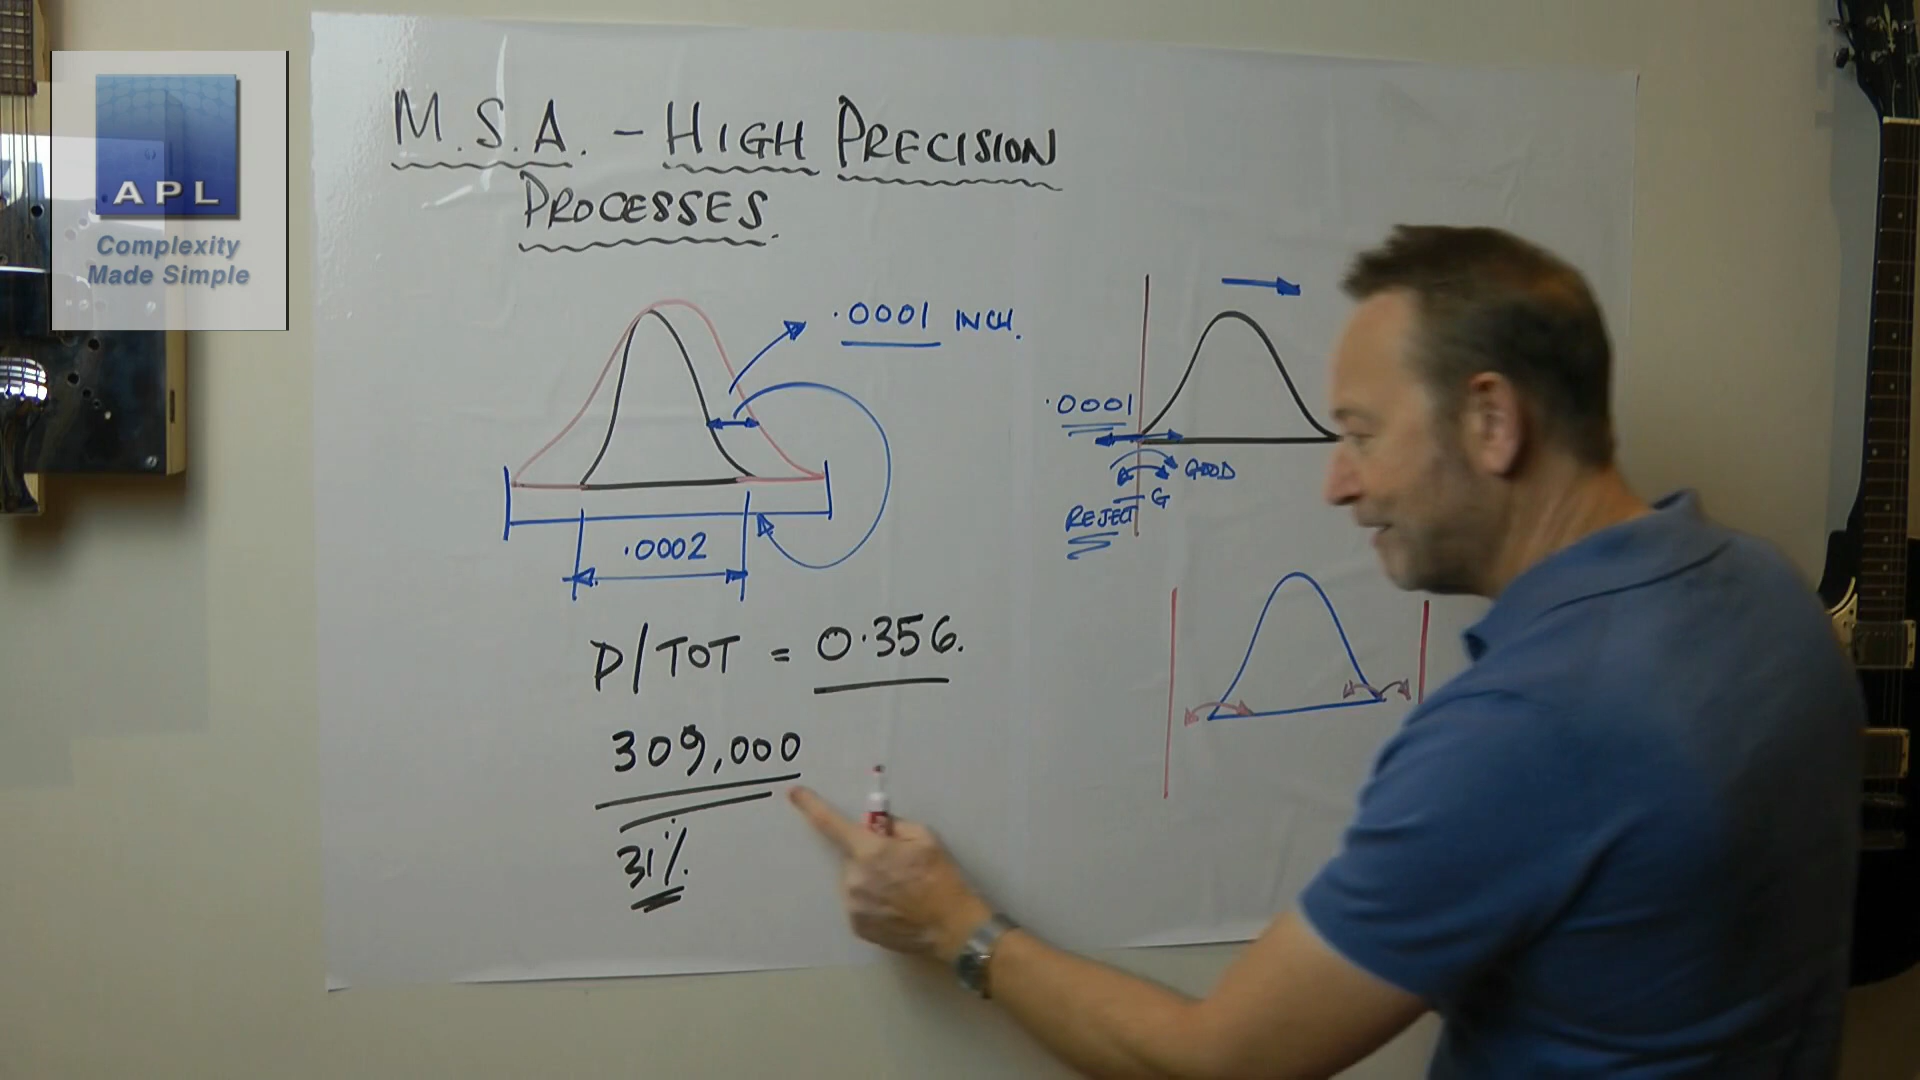 APL
Complexity
Made Simple
M.S.A. - HIGH PRECISION
PROCESSES.
.0001 INCH.
.0002
P/TOT = 0.356.
309,000
31%
.0001
GOOD
G
REJECT